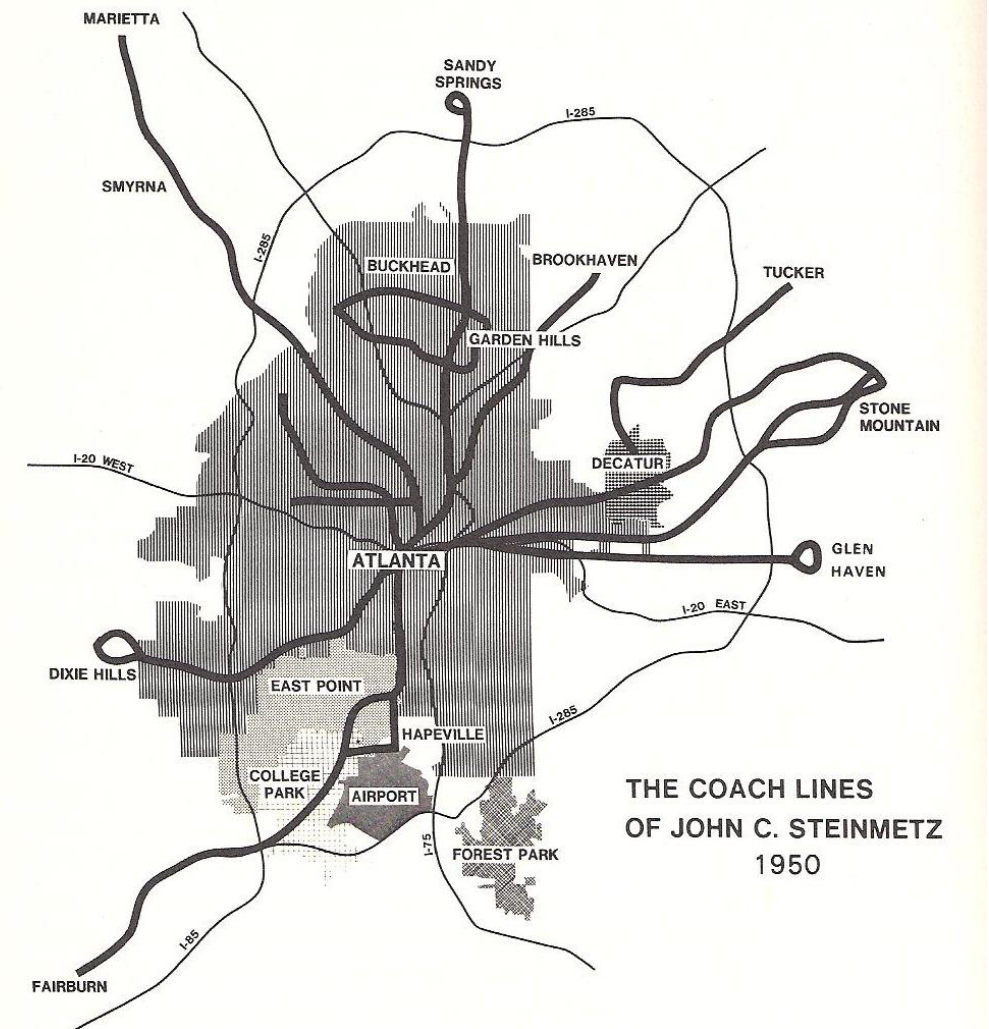 MARIETTA
SANDY
SPRINGS
I-285
SMYRNA
I-285
BUCKHEAD
BROOKHAVEN
TUCKER
GARDEN HILLS
STONE
MOUNTAIN
I-20 WEST
DECATUR
ATLANTA
GLEN
HAVEN
I-20 EAST
DIXIE HILLS
EAST POINT
I-285
HAPEVILLE
COLLEGE
PARK
AIRPORT
THE COACH LINES
OF JOHN C. STEINMETZ
1950
I-75
FOREST PARK
I-85
FAIRBURN